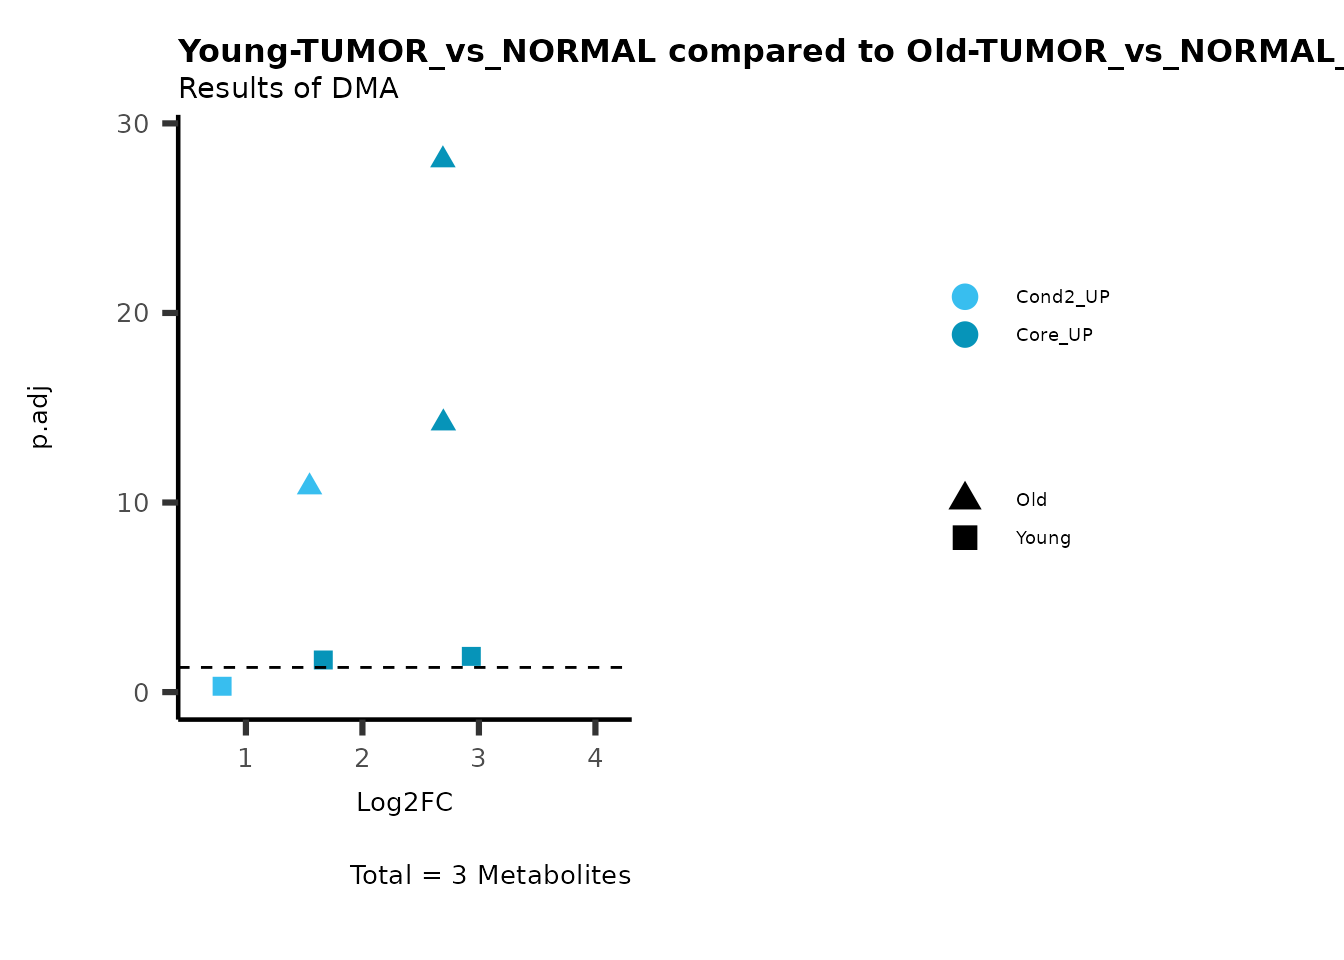 Young-TUMOR_vs_NORMAL compared to Old-TUMOR_vs_NORMAL_
Results of DMA
30
20
10
0
p.adj
1 2 3 4
Log2FC
Total = 3 Metabolites
Cond2_UP
Core_UP
Old
Young